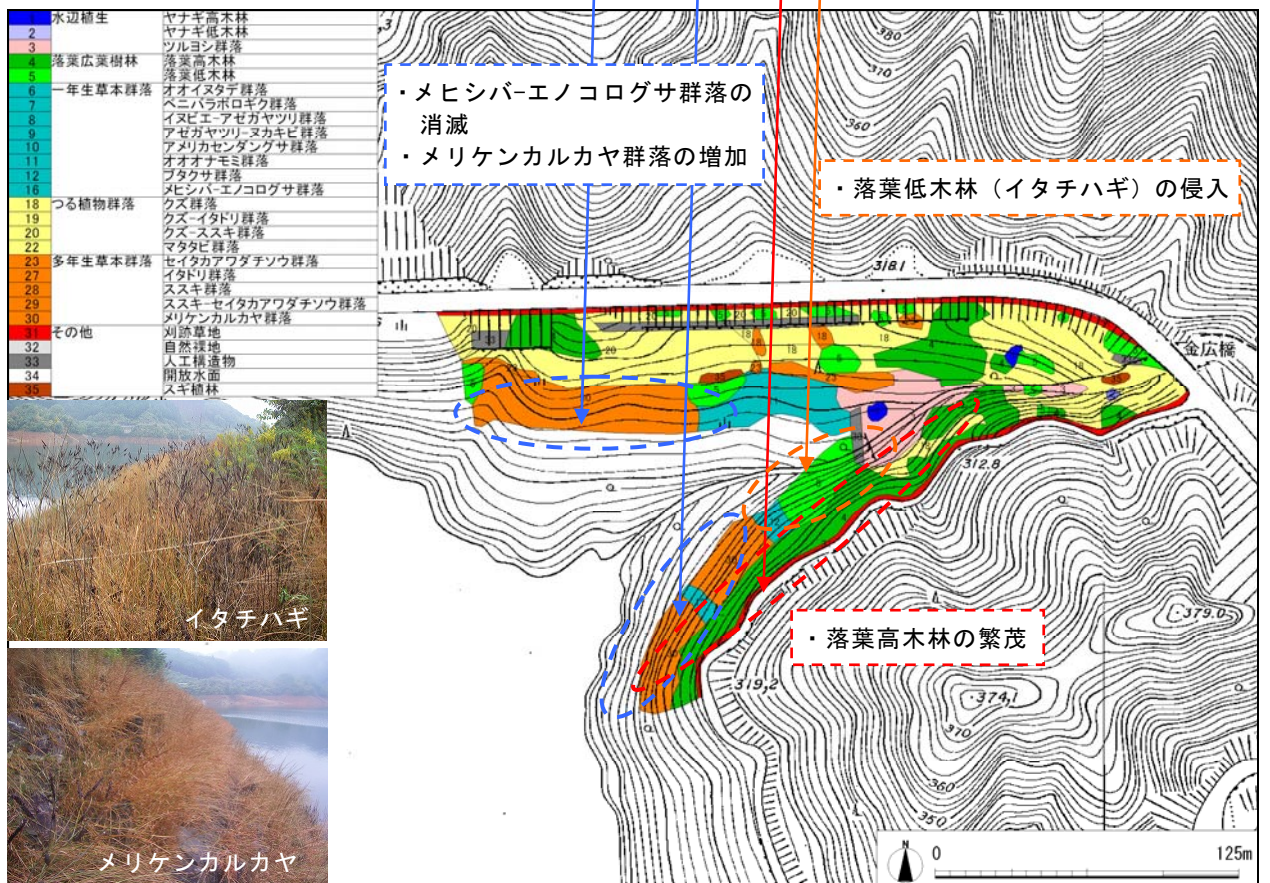 1 水辺植生 ヤナギ高木林
2 ヤナギ低木林
3 ツルヨシ群落
4 落葉広葉樹林 落葉高木林
5 落葉低木林
6 一年生草本群落 オオイヌタデ群落
7 ベニバラボロギク群落
8 イヌビエ-アゼガヤツリ群落
9 アゼガヤツリ-ヌカキビ群落
10 アメリカセンダングサ群落
11 オオオナモミ群落
12 ブタクサ群落
16 メヒシバ-エノコログサ群落
18 つる植物群落 クズ群落
19 クズ-イタドリ群落
20 クズ-ススキ群落
22 マタタビ群落
23 多年生草本群落 セイタカアワダチソウ群落
27 イタドリ群落
28 ススキ群落
29 ススキ-セイタカアワダチソウ群落
30 メリケンカルカヤ群落
31 その他 刈跡草地
32 自然裸地
33 人工構造物
34 開放水面
35 スギ植林
・メヒシバ-エノコログサ群落の
消滅
・メリケンカルカヤ群落の増加
・落葉低木林（イタチハギ）の侵入
・落葉高木林の繁茂
380
370
360
318.1
金広橋
312.8
319.2
379.0
374.1
370
360
350
イタチハギ
メリケンカルカヤ
N
0 125m